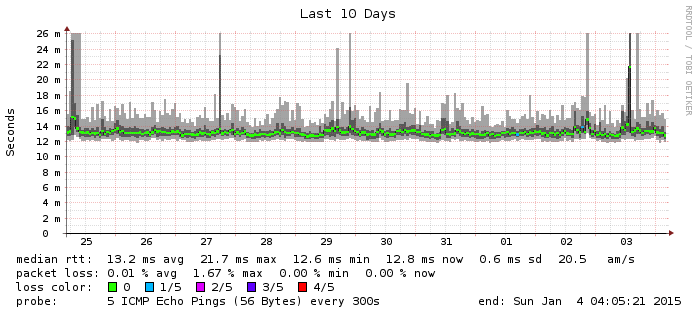 Last 10 Days
RRDTOOL / TOBI OETIKER
Seconds
26 m
24 m
22 m
20 m
18 m
16 m
14 m
12 m
10 m
8 m
6 m
4 m
2 m
0
25 26 27 28 29 30 31 01 02 03
median rtt: 13.2 ms avg 21.7 ms max 12.6 ms min 12.8 ms now 0.6 ms sd 20.5 am/s
packet loss: 0.01 % avg 1.67 % max 0.00 % min 0.00 % now
loss color: 0 1/5 2/5 3/5 4/5
probe: 5 ICMP Echo Pings (56 Bytes) every 300s end: Sun Jan 4 04:05:21 2015